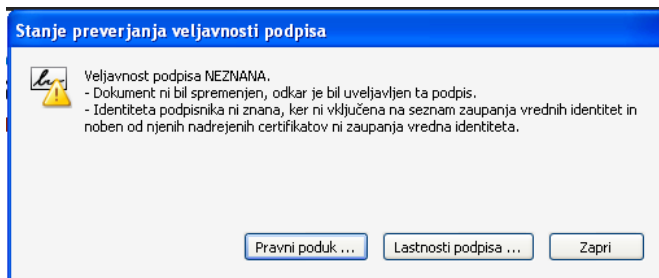 Stanje preverjanja veljavnosti podpisa
Veljavnost podpisa NEZNANA.
- Dokument ni bil spremenjen, odkar je bil uveljavljen ta podpis.
- Identiteta podpisnika ni znana, ker ni vključena na seznam zaupanja vrednih identitet in
noben od njenih nadrejenih certifikatov ni zaupanja vredna identiteta.
Pravni poduk ... Lastnosti podpisa ... Zapri